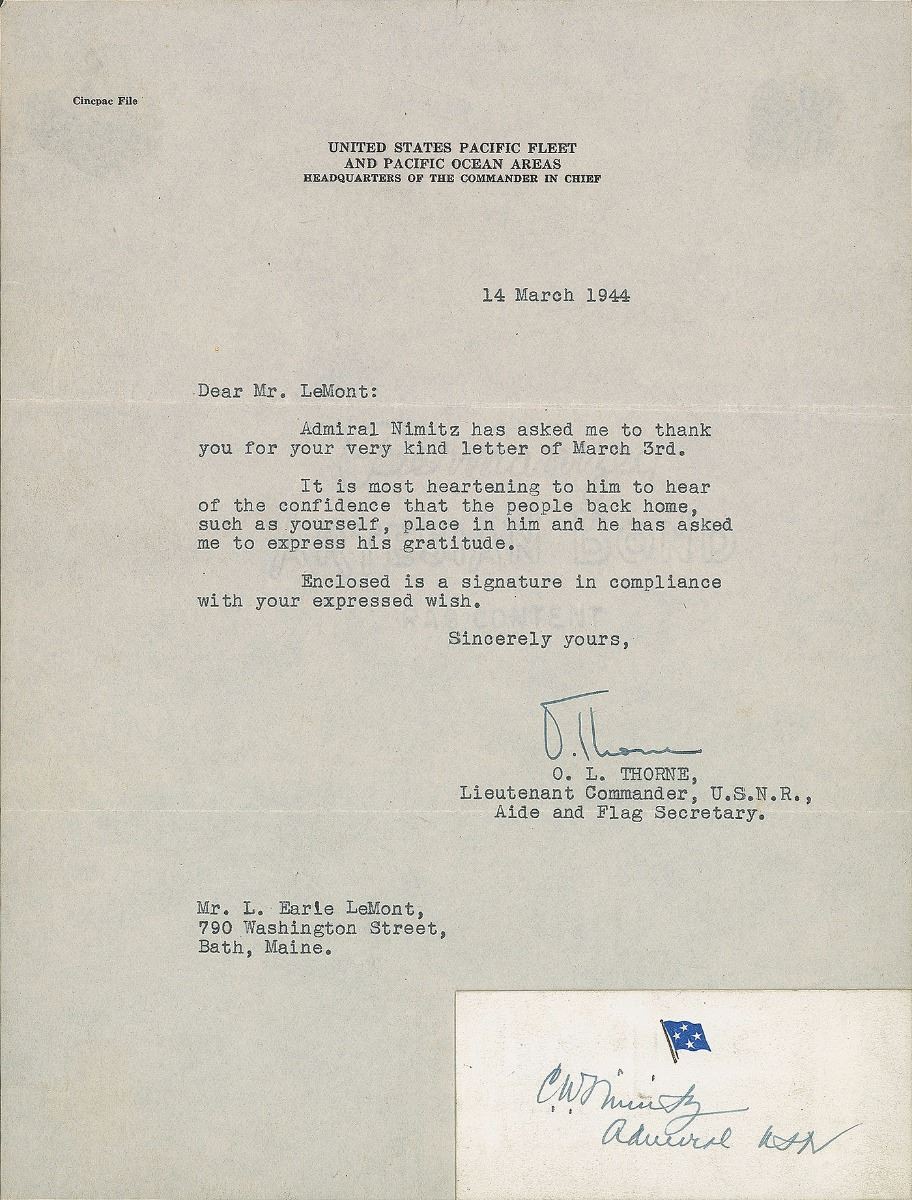 Cincpac File
UNITED STATES PACIFIC FLEET
AND PACIFIC OCEAN AREAS
HEADQUARTERS OF THE COMMANDER IN CHIEF
14 March 1944
Dear Mr. LeMont:
Admiral Nimitz has asked me to thank
you for your very kind letter of March 3rd.
It is most heartening to him to hear
of the confidence that the people back home,
such as yourself, place in him and he has asked
me to express his gratitude.
Enclosed is a signature in compliance
with your expressed wish.
Sincerely yours,
O. Thorne
O. L. THORNE,
Lieutenant Commander, U.S.N.R.,
Aide and Flag Secretary.
Mr. L. Earle LeMont,
790 Washington Street,
Bath, Maine.
C.W. Nimitz
Admiral USN